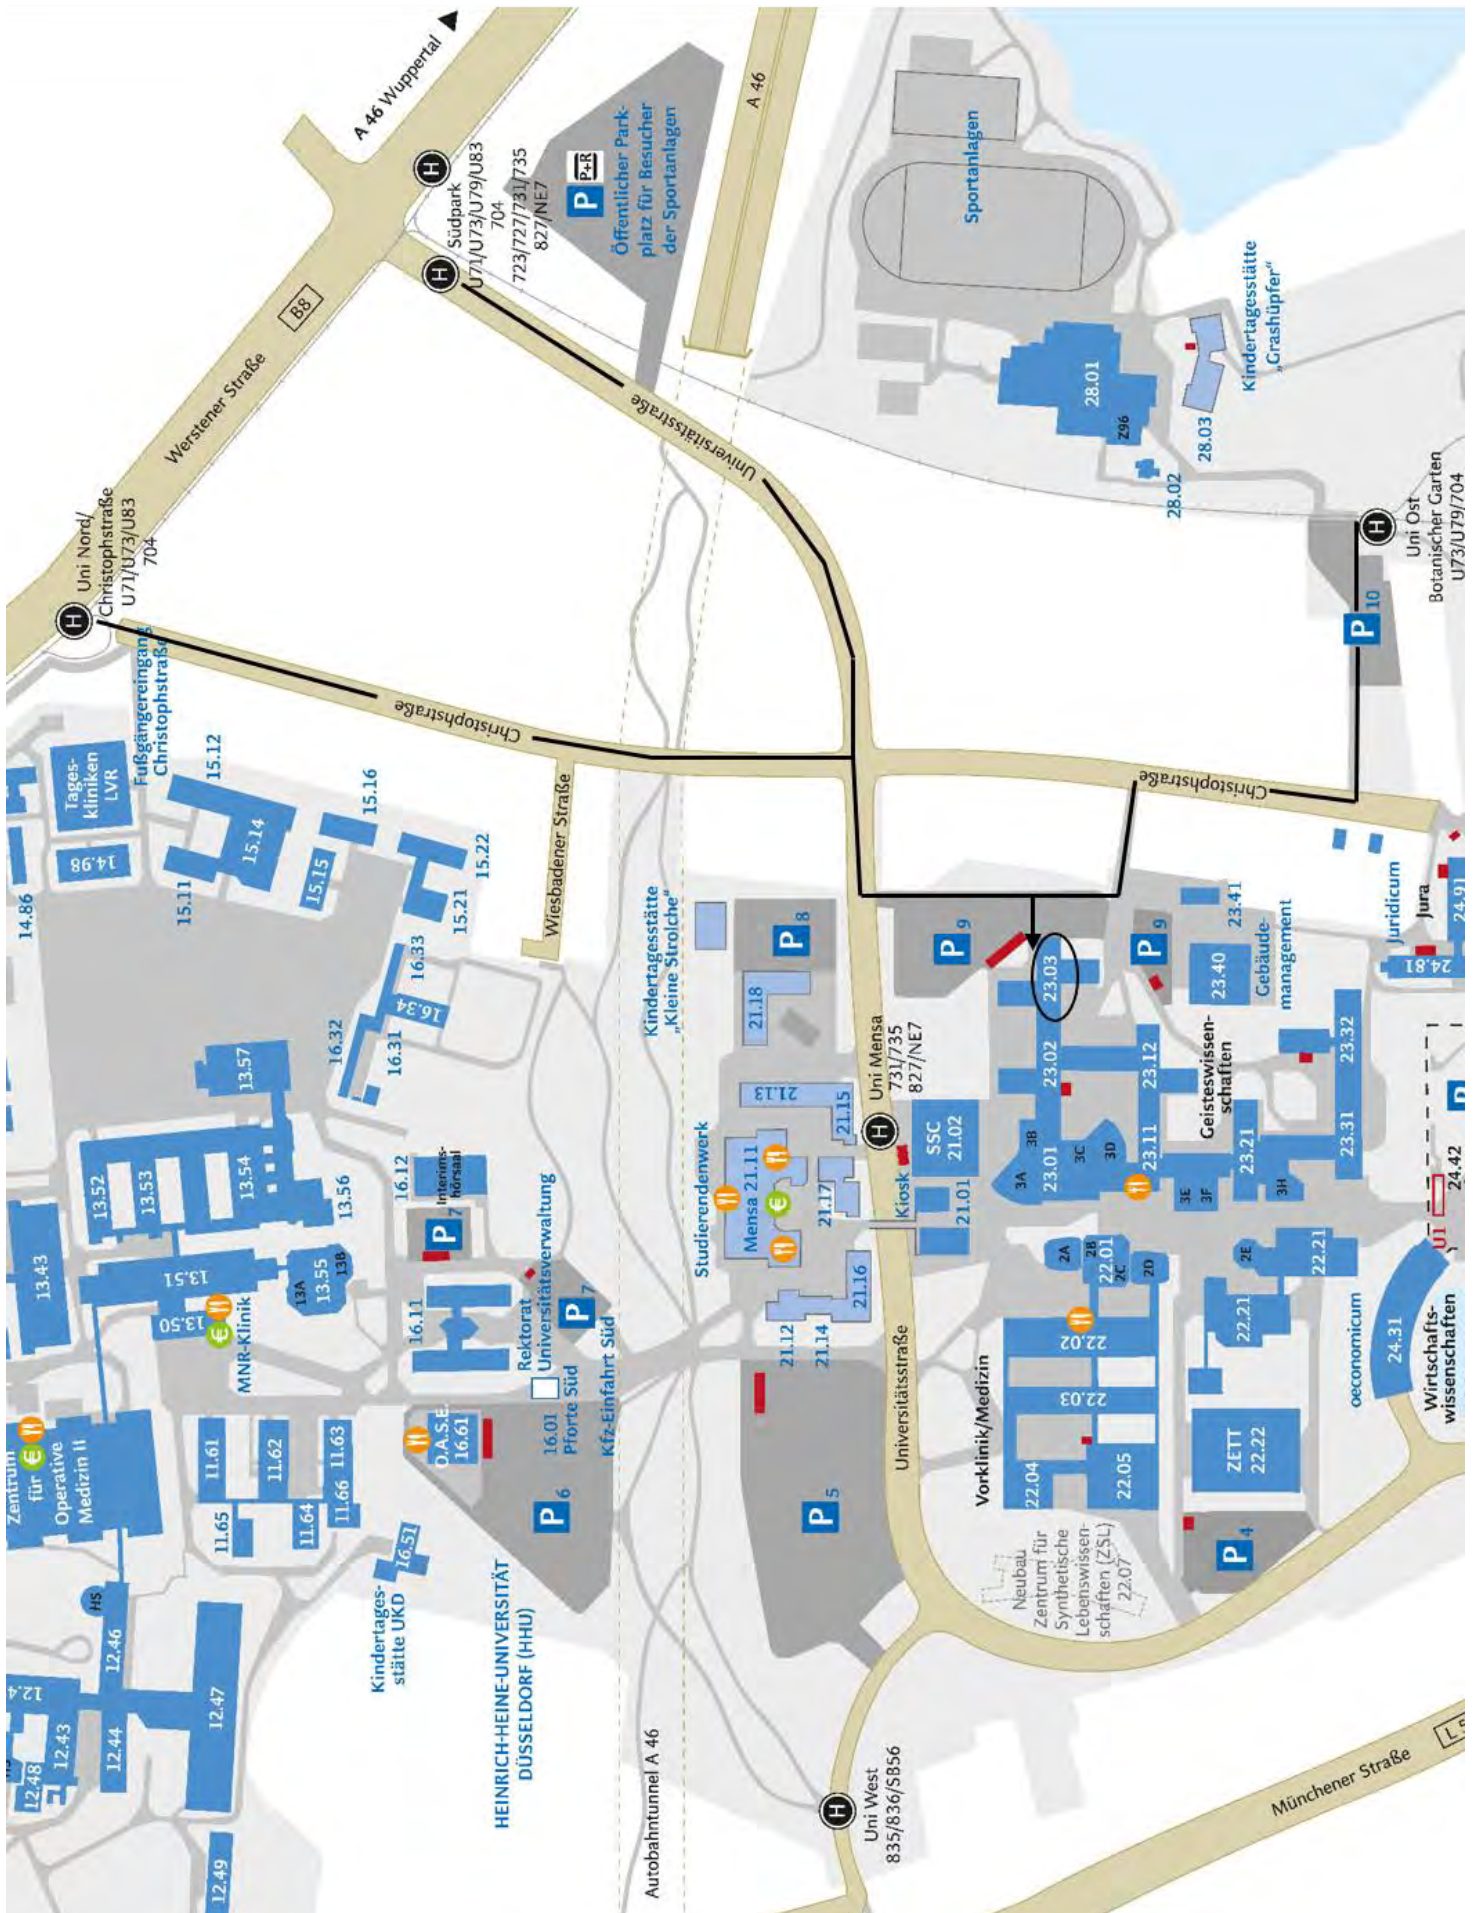 A 46 Wuppertal
Südpark
U71/U73/U79/U83
704
723/727/731/735
827/NE7
H
H
P
P+R
Öffentlicher Park-
platz für Besucher
der Sportanlagen
A 46
Sportanlagen
Kindertagesstätte
„Grashüpfer“
28.01
Z96
28.03
28.02
B8
Werstener Straße
Universitätsstraße
H
Uni Nord/
Christophstraße
U71/U73/U83
704
Fußgängereingang
Christophstraße
Christophstraße
Christophstraße
H
Uni Ost
Botanischer Garten
U73/U79/704
P
10
Tages-
kliniken
LVR
14.98
14.86
15.12
15.14
15.11
15.15
15.16
15.22
15.21
Wiesbadener Straße
16.33
16.34
16.32
16.31
13.57
13.52
13.53
13.54
13.56
13.43
13.51
13.50
13A
13.55
13B
MNR-Klinik
€
16.12
Interims-
hörsaal
P
7
16.11
Rektorat
Universitätsverwaltung
P
7
16.01
Pforte Süd
Kfz-Einfahrt Süd
O.A.S.E.
16.61
P
6
Zentrum
für €
Operative
Medizin II
11.61
11.62
11.63
11.66
11.64
11.65
16.51
Kindertages-
stätte UKD
HS
12.46
12.43
12.44
12.47
12.48
12.49
HEINRICH-HEINE-UNIVERSITÄT
DÜSSELDORF (HHU)
Autobahntunnel A 46
Kindertagesstätte
„Kleine Strolche“
P
8
21.18
21.13
21.15
Studierendenwerk
Mensa 21.11
€
21.17
21.16
21.12
21.14
P
5
Universitätsstraße
H
Uni Mensa
731/735
827/NE7
Kiosk
SSC
21.02
21.01
P
9
23.03
P
9
23.41
23.40
Gebäude-
management
23.02
23.12
Geisteswissen-
schaften
3A
3B
23.01
3C
3D
23.11
3E
3F
23.21
3H
23.31
23.32
Juridicum
Jura
24.81
24.91
2A
2B
22.01
2C
2D
2E
22.21
22.21
U1
24.42
oeconomicum
24.31
Wirtschafts-
wissenschaften
Vorklinik/Medizin
22.02
22.03
22.04
22.05
ZETT
22.22
P
4
Neubau
Zentrum für
Synthetische
Lebenswissen-
schaften (ZSL)
22.07
H
Uni West
835/836/SB56
Münchener Straße